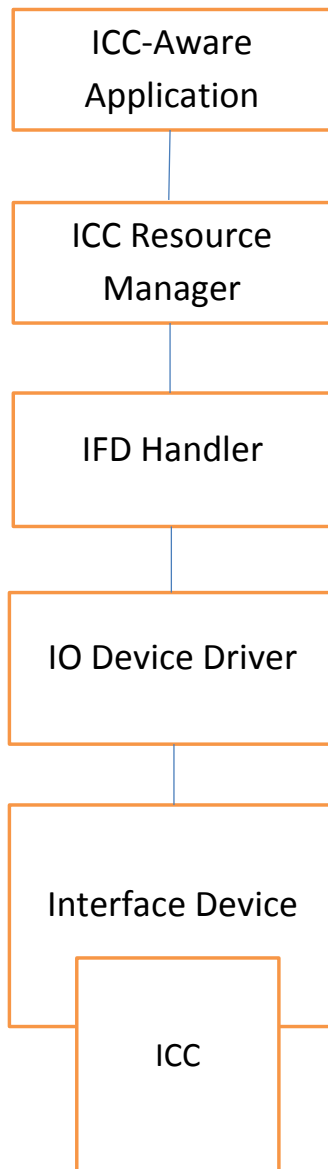 ICC-Aware
Application
ICC Resource
Manager
IFD Handler
IO Device Driver
Interface Device
ICC